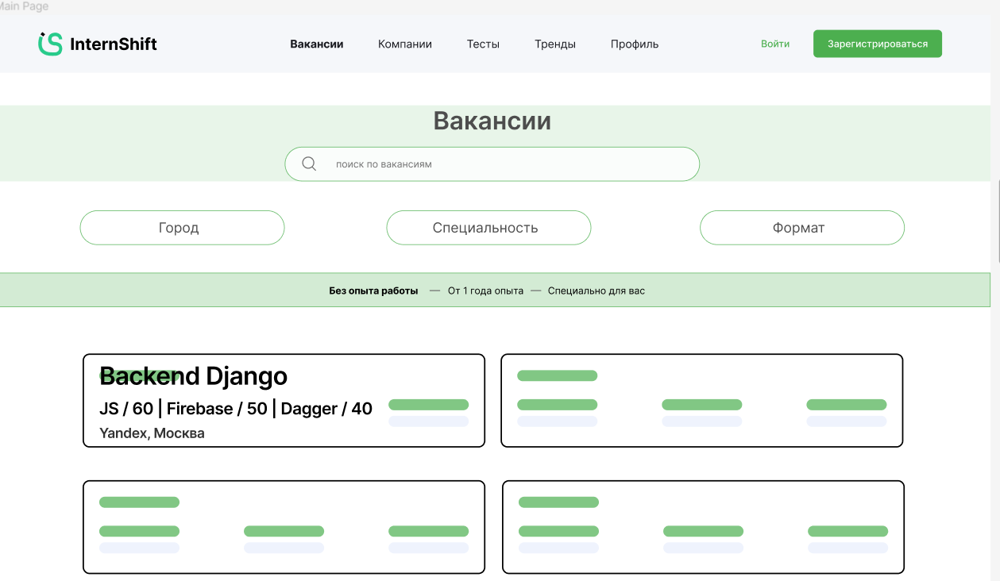 Main Page
InternShift
Вакансии Компании Тесты Тренды Профиль Войти Зарегистрироваться
Вакансии
поиск по вакансиям
Город Специальность Формат
Без опыта работы — От 1 года опыта — Специально для вас
Backend Django
JS / 60 | Firebase / 50 | Dagger / 40
Yandex, Москва